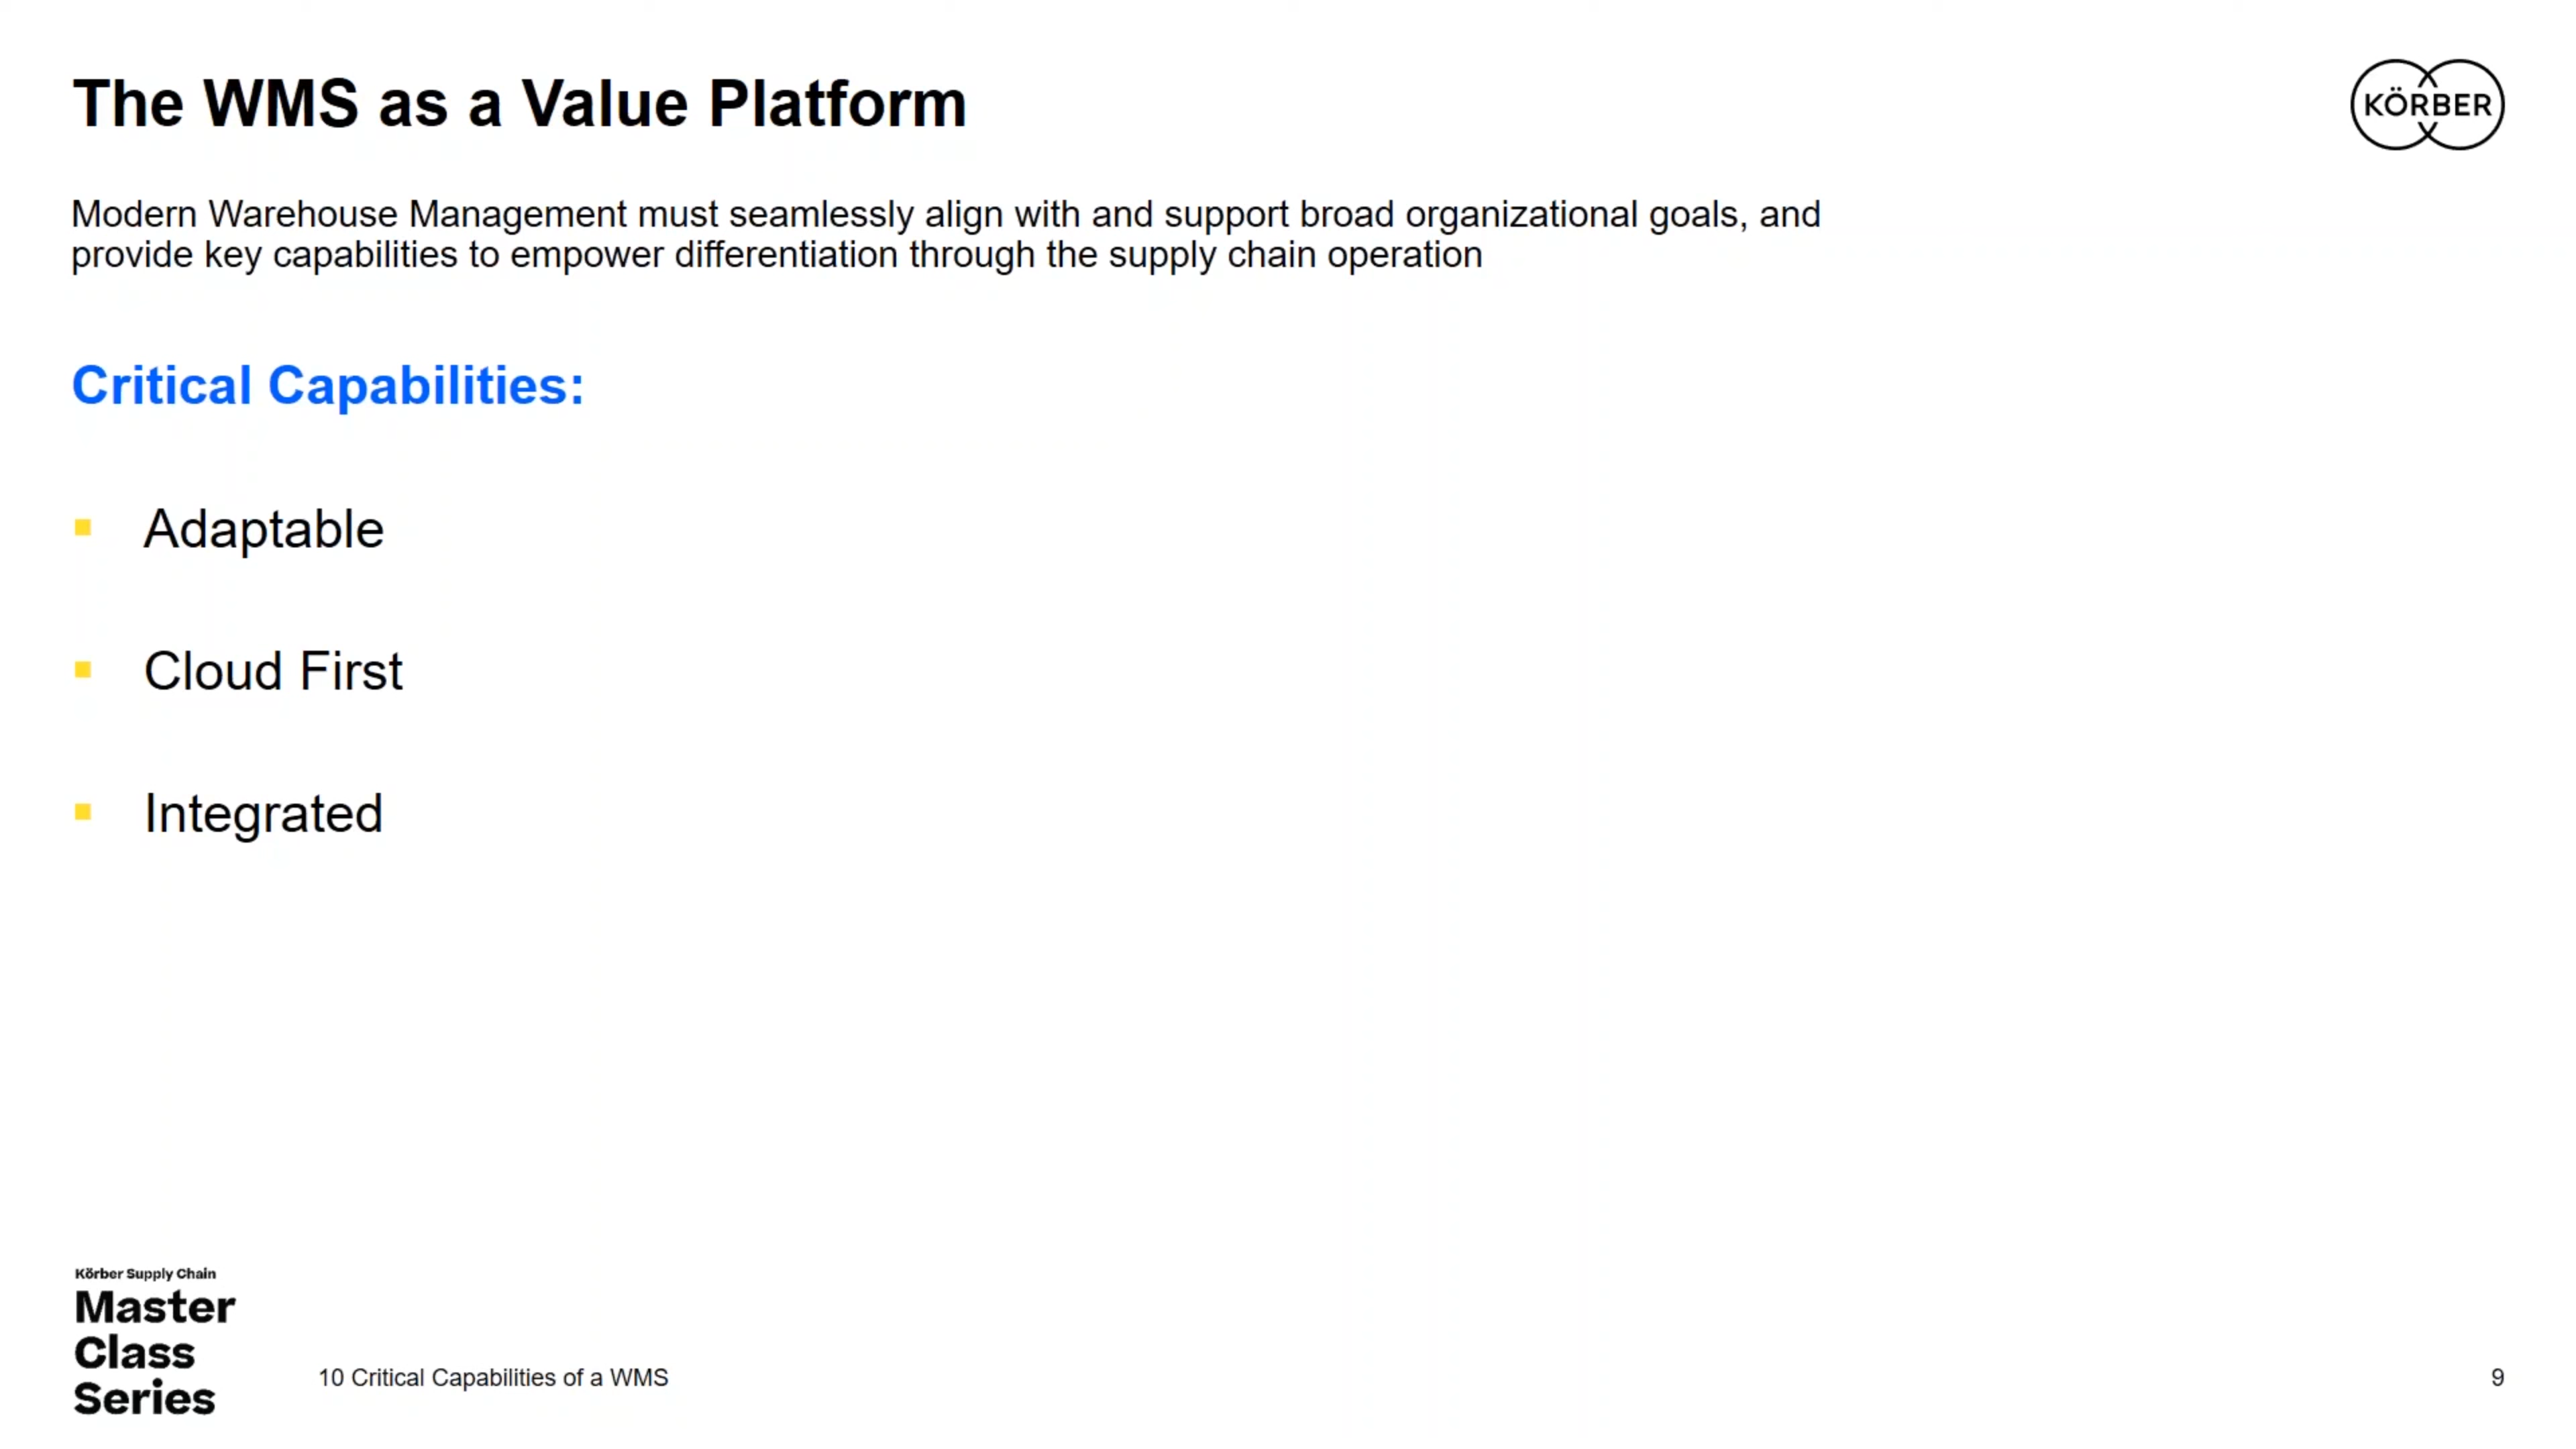 The WMS as a Value Platform
KÖRBER
Modern Warehouse Management must seamlessly align with and support broad organizational goals, and
provide key capabilities to empower differentiation through the supply chain operation
Critical Capabilities:
▪ Adaptable
▪ Cloud First
▪ Integrated
Körber Supply Chain
Master
Class
Series
10 Critical Capabilities of a WMS
9